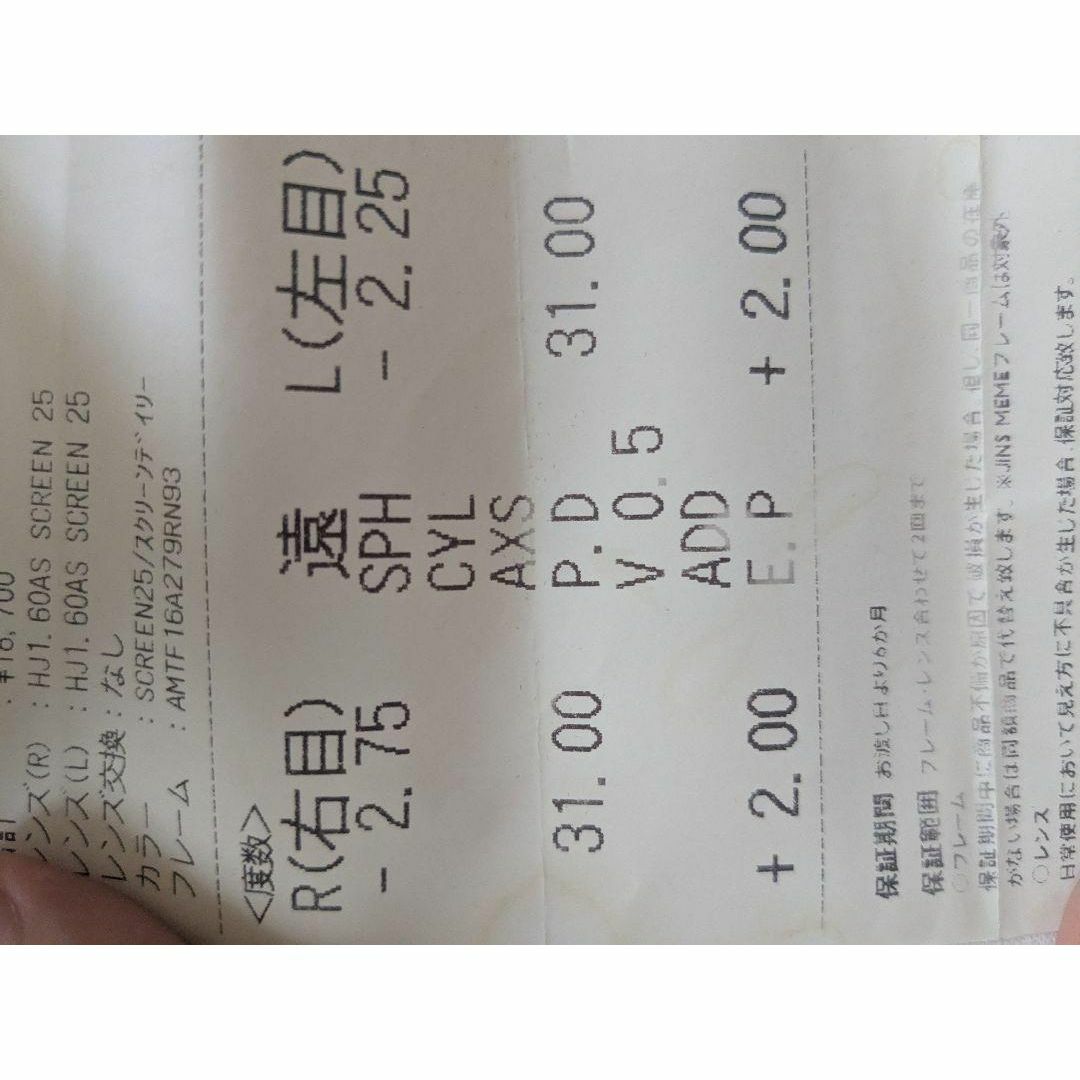 : ¥18,700
レンズ(R) : HJ1.60AS SCREEN 25
レンズ(L) : HJ1.60AS SCREEN 25
レンズ交換 : なし
カラー : SCREEN25/スクリーンデイリー
フレーム : AMTF16A279RN93
<度数>
R(右目) 遠 L(左目)
- 2.75 SPH - 2.25
CYL
AXS
31.00 P.D 31.00
V 0.5
ADD
+ 2.00 E.P + 2.00
保証期間 お渡し日より6か月
保証範囲 フレーム・レンズ合わせて2回まで
○フレーム
保証期間中に商品不備が原因で破損が生じた場合、但し、同一商品の在庫
がない場合は同額商品で代替え致します。※JINS MEMEフレームは対象外
○レンズ
日常使用において見え方に不具合が生じた場合、保証対応致します。